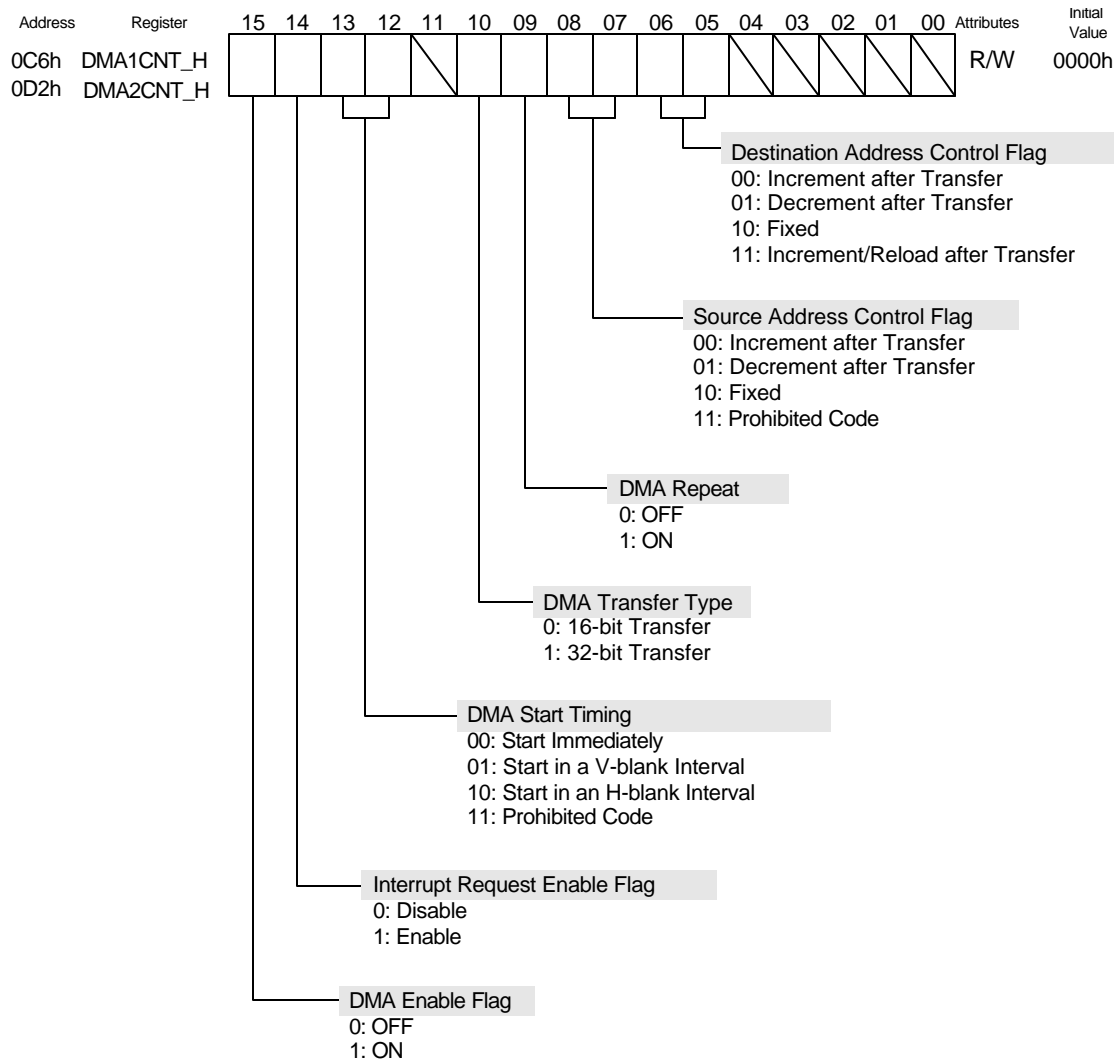 Address Register 15 14 13 12 11 10 09 08 07 06 05 04 03 02 01 00 Attributes Initial Value
0C6h DMA1CNT_H R/W 0000h
0D2h DMA2CNT_H
Destination Address Control Flag
00: Increment after Transfer
01: Decrement after Transfer
10: Fixed
11: Increment/Reload after Transfer
Source Address Control Flag
00: Increment after Transfer
01: Decrement after Transfer
10: Fixed
11: Prohibited Code
DMA Repeat
0: OFF
1: ON
DMA Transfer Type
0: 16-bit Transfer
1: 32-bit Transfer
DMA Start Timing
00: Start Immediately
01: Start in a V-blank Interval
10: Start in an H-blank Interval
11: Prohibited Code
Interrupt Request Enable Flag
0: Disable
1: Enable
DMA Enable Flag
0: OFF
1: ON